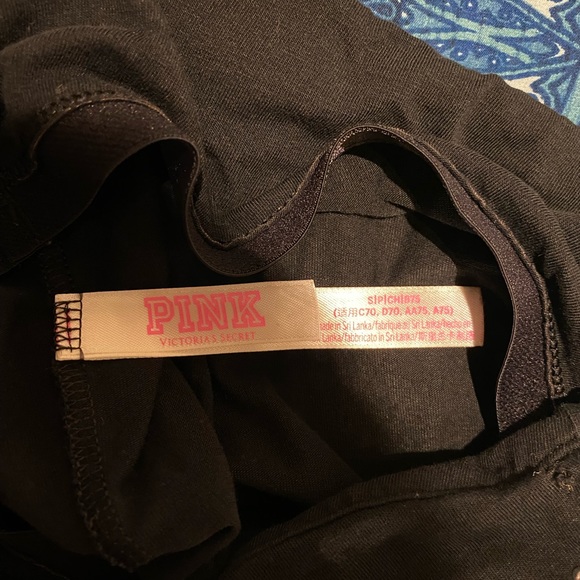 PINK
VICTORIA'S SECRET
S|P|CH|B75
(适用C70, D70, AA75, A75)
made in Sri Lanka/fabriqué au Sri Lanka/hecho en
Lanka/fabbricato in Sri Lanka/斯里兰卡制造